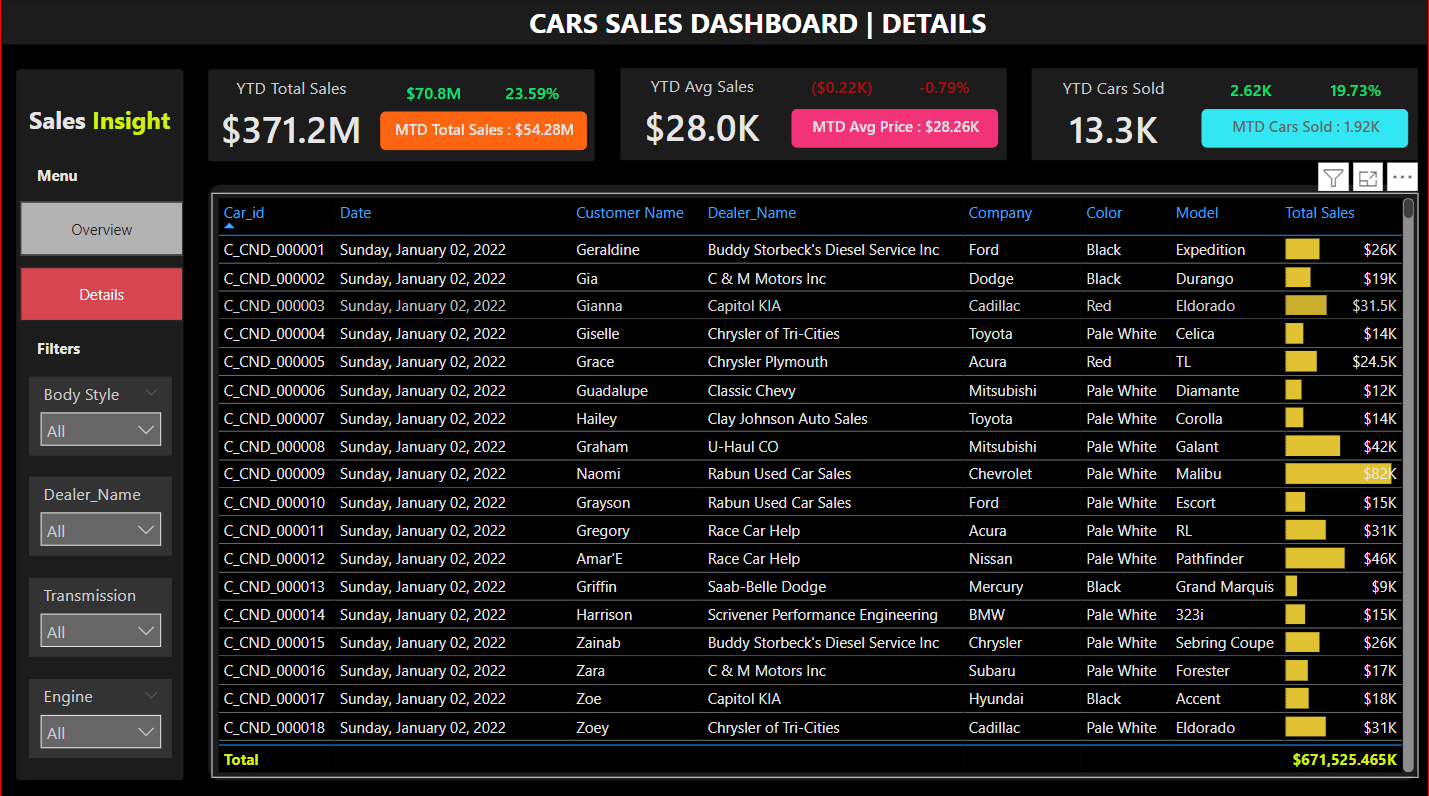 CARS SALES DASHBOARD | DETAILS
Sales Insight
Menu
Overview
Details
Filters
Body Style
All
Dealer_Name
All
Transmission
All
Engine
All
YTD Total Sales $70.8M 23.59%
$371.2M MTD Total Sales : $54.28M
YTD Avg Sales ($0.22K) -0.79%
$28.0K MTD Avg Price : $28.26K
YTD Cars Sold 2.62K 19.73%
13.3K MTD Cars Sold : 1.92K
Car_id Date Customer Name Dealer_Name Company Color Model Total Sales
C_CND_000001 Sunday, January 02, 2022 Geraldine Buddy Storbeck's Diesel Service Inc Ford Black Expedition $26K
C_CND_000002 Sunday, January 02, 2022 Gia C & M Motors Inc Dodge Black Durango $19K
C_CND_000003 Sunday, January 02, 2022 Gianna Capitol KIA Cadillac Red Eldorado $31.5K
C_CND_000004 Sunday, January 02, 2022 Giselle Chrysler of Tri-Cities Toyota Pale White Celica $14K
C_CND_000005 Sunday, January 02, 2022 Grace Chrysler Plymouth Acura Red TL $24.5K
C_CND_000006 Sunday, January 02, 2022 Guadalupe Classic Chevy Mitsubishi Pale White Diamante $12K
C_CND_000007 Sunday, January 02, 2022 Hailey Clay Johnson Auto Sales Toyota Pale White Corolla $14K
C_CND_000008 Sunday, January 02, 2022 Graham U-Haul CO Mitsubishi Pale White Galant $42K
C_CND_000009 Sunday, January 02, 2022 Naomi Rabun Used Car Sales Chevrolet Pale White Malibu $82K
C_CND_000010 Sunday, January 02, 2022 Grayson Rabun Used Car Sales Ford Pale White Escort $15K
C_CND_000011 Sunday, January 02, 2022 Gregory Race Car Help Acura Pale White RL $31K
C_CND_000012 Sunday, January 02, 2022 Amar'E Race Car Help Nissan Pale White Pathfinder $46K
C_CND_000013 Sunday, January 02, 2022 Griffin Saab-Belle Dodge Mercury Black Grand Marquis $9K
C_CND_000014 Sunday, January 02, 2022 Harrison Scrivener Performance Engineering BMW Pale White 323i $15K
C_CND_000015 Sunday, January 02, 2022 Zainab Buddy Storbeck's Diesel Service Inc Chrysler Pale White Sebring Coupe $26K
C_CND_000016 Sunday, January 02, 2022 Zara C & M Motors Inc Subaru Pale White Forester $17K
C_CND_000017 Sunday, January 02, 2022 Zoe Capitol KIA Hyundai Black Accent $18K
C_CND_000018 Sunday, January 02, 2022 Zoey Chrysler of Tri-Cities Cadillac Pale White Eldorado $31K
Total $671,525.465K